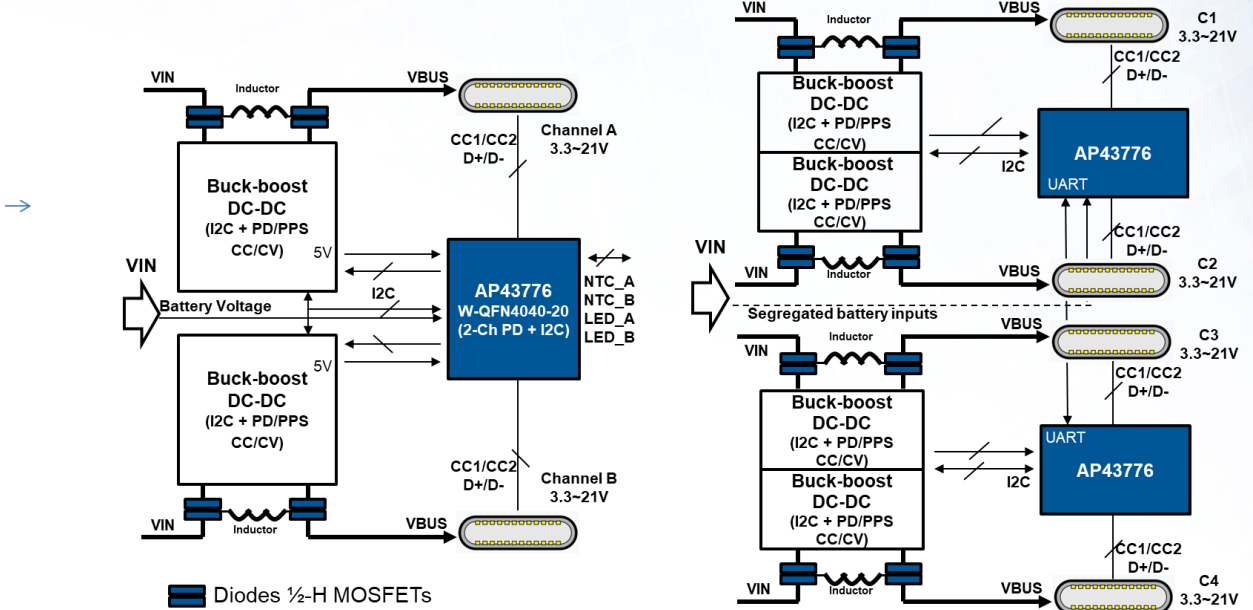 VIN
Inductor
VBUS
Channel A
3.3~21V
CC1/CC2
D+/D-
Buck-boost
DC-DC
(I2C + PD/PPS
CC/CV)
5V
VIN
Battery Voltage
I2C
AP43776
W-QFN4040-20
(2-Ch PD + I2C)
NTC_A
NTC_B
LED_A
LED_B
Buck-boost
DC-DC
(I2C + PD/PPS
CC/CV)
5V
CC1/CC2
D+/D-
Channel B
3.3~21V
VIN
Inductor
VBUS
Diodes ½-H MOSFETs
VIN
Inductor
VBUS
C1
3.3~21V
CC1/CC2
D+/D-
Buck-boost
DC-DC
(I2C + PD/PPS
CC/CV)
Buck-boost
DC-DC
(I2C + PD/PPS
CC/CV)
I2C
AP43776
UART
CC1/CC2
D+/D-
VIN
VIN
Inductor
VBUS
C2
3.3~21V
Segregated battery inputs
VIN
Inductor
VBUS
C3
3.3~21V
CC1/CC2
D+/D-
Buck-boost
DC-DC
(I2C + PD/PPS
CC/CV)
Buck-boost
DC-DC
(I2C + PD/PPS
CC/CV)
I2C
UART
AP43776
CC1/CC2
D+/D-
VIN
Inductor
VBUS
C4
3.3~21V